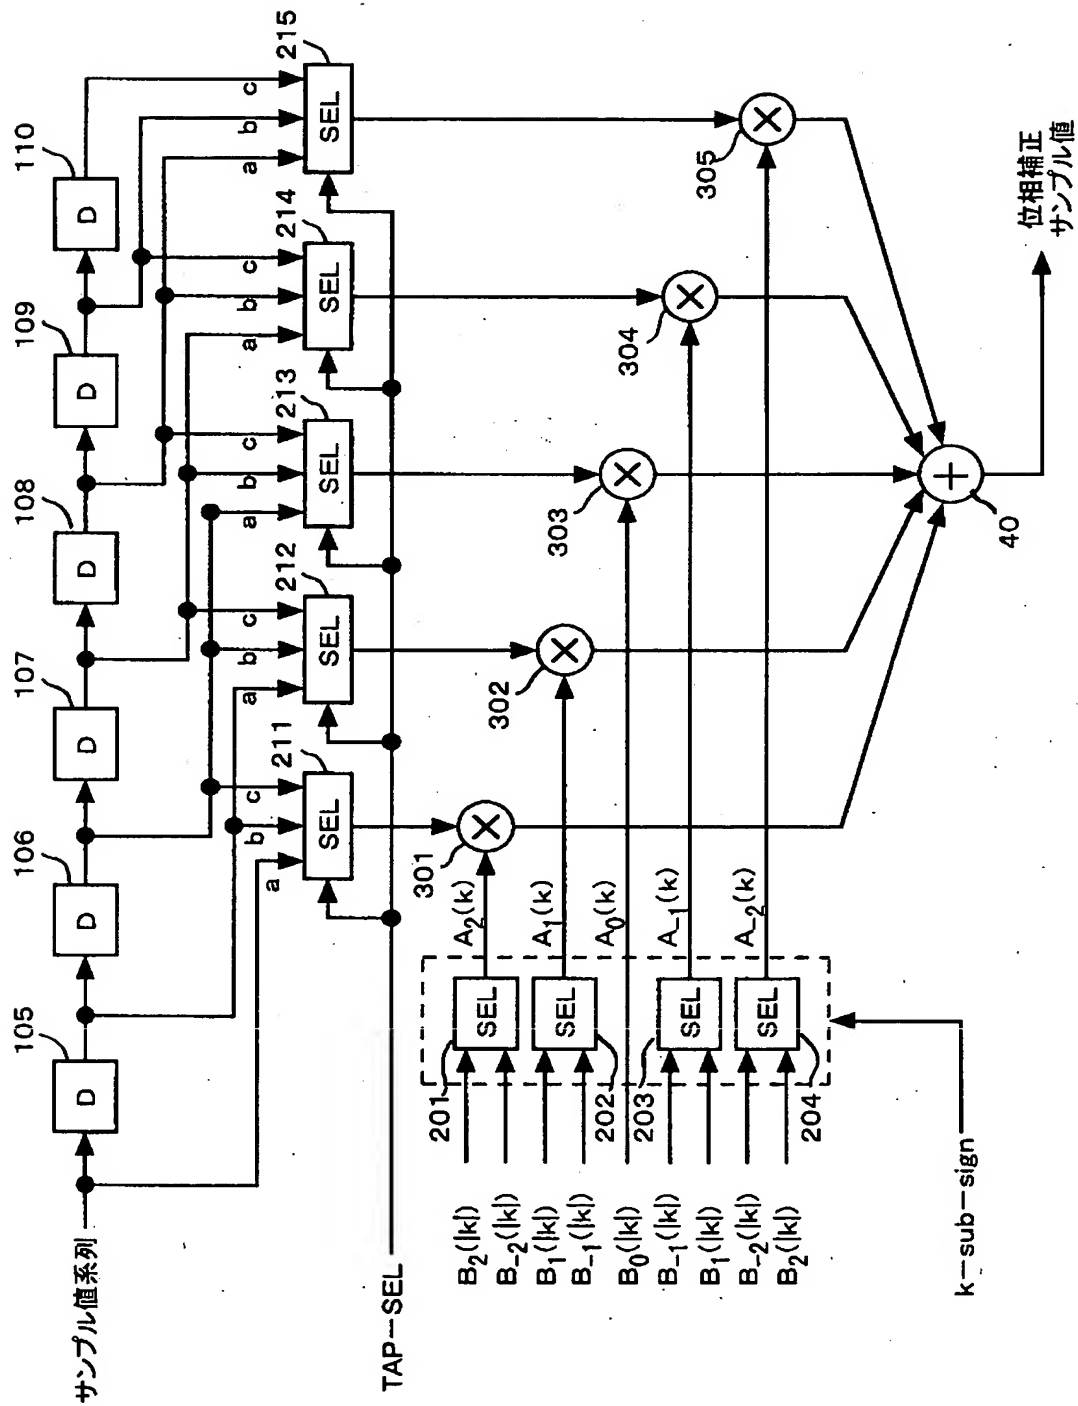 サンプル値系列
105
106
107
108
109
110
D
D
D
D
D
D
a
b
c
a
b
c
a
b
c
a
b
c
a
b
c
211
212
213
214
215
SEL
SEL
SEL
SEL
SEL
TAP-SEL
B2(|k|)
B-2(|k|)
B1(|k|)
B-1(|k|)
B0(|k|)
B-1(|k|)
B1(|k|)
B-2(|k|)
B2(|k|)
201
202
203
204
SEL
SEL
SEL
SEL
A2(k)
A1(k)
A0(k)
A-1(k)
A-2(k)
k-sub-sign
301
302
303
304
305
×
×
×
×
×
+
40
位相補正
サンプル値